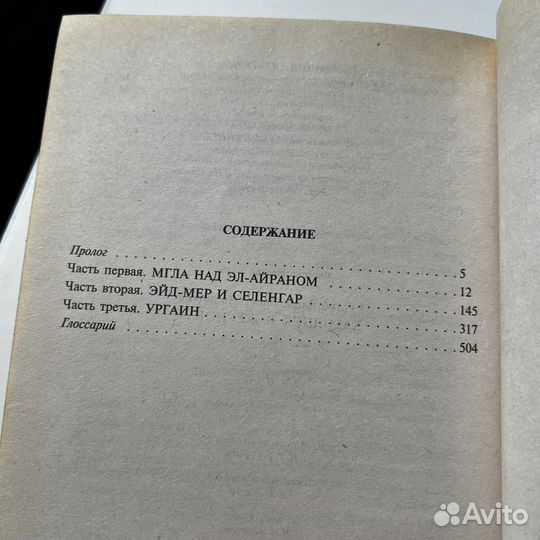 СОДЕРЖАНИЕ
Пролог . . . . . . . . . . . . . . . . . . . . . . . . . . . . . . . . . . 5
Часть первая. МГЛА НАД ЭЛ-АЙРАНОМ . . . . . . . . . . . . . . 12
Часть вторая. ЭЙД-МЕР И СЕЛЕНГАР . . . . . . . . . . . . . . . . 145
Часть третья. УРГАИН . . . . . . . . . . . . . . . . . . . . . . . . . . 317
Глоссарий . . . . . . . . . . . . . . . . . . . . . . . . . . . . . . . . . 504
Avito